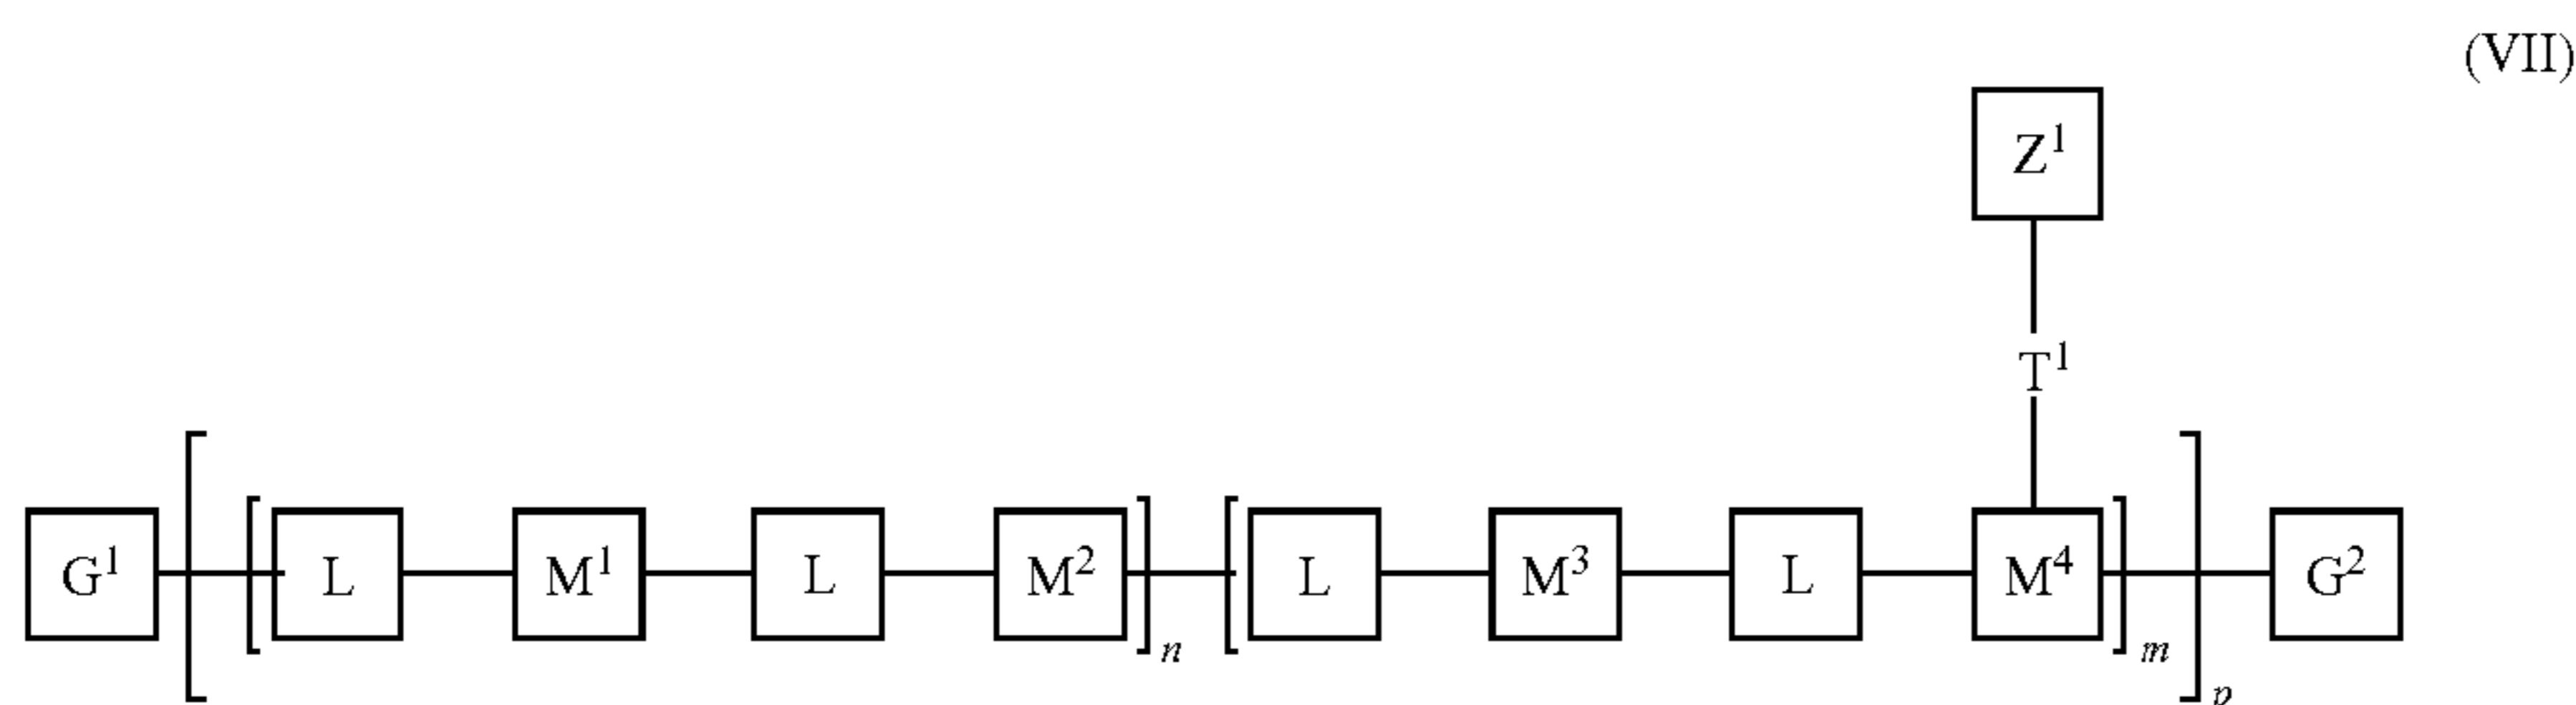 (VII)
Z¹
T¹
G¹ L M¹ L M² L M³ L M⁴ G²
n m
p